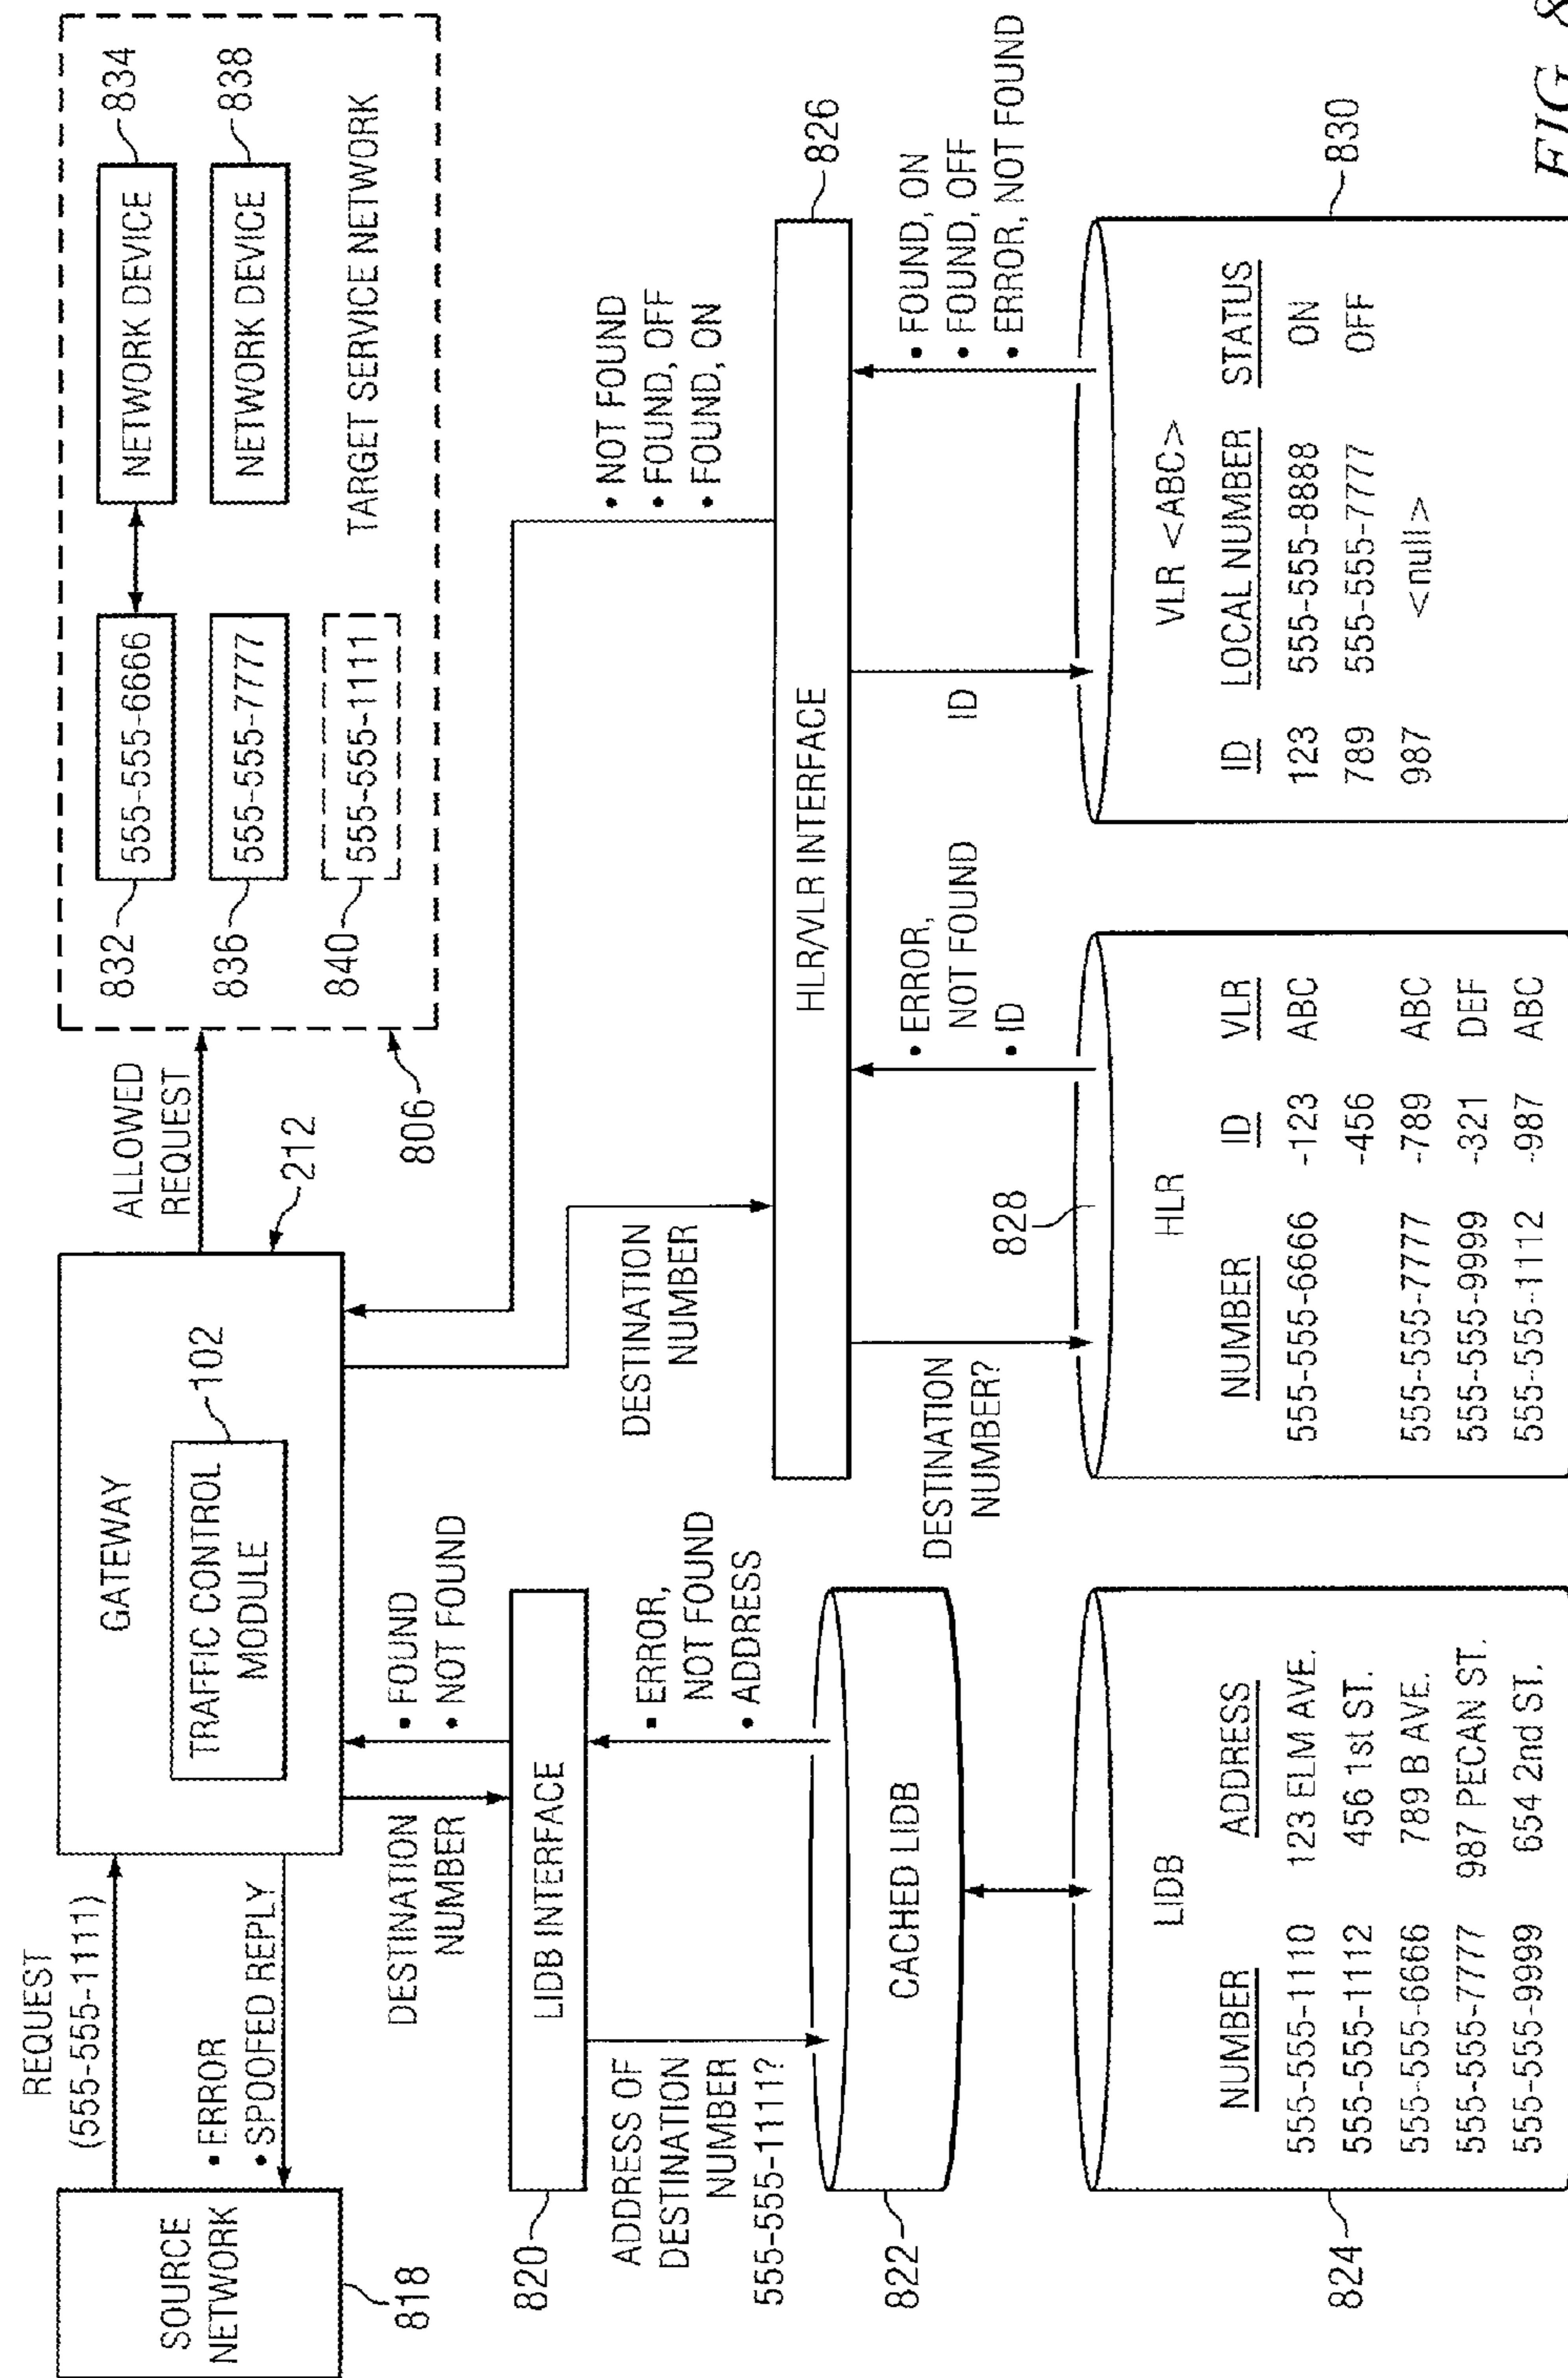 SOURCE
NETWORK
818
REQUEST
(555-555-1111)
• ERROR
• SPOOFED REPLY
GATEWAY
TRAFFIC CONTROL
MODULE
102
212
ALLOWED
REQUEST
806
832
555-555-6666
NETWORK DEVICE
834
836
555-555-7777
NETWORK DEVICE
838
840
555-555-1111
TARGET SERVICE NETWORK
DESTINATION
NUMBER
• FOUND
• NOT FOUND
820
LIDB INTERFACE
ADDRESS OF
DESTINATION
NUMBER
555-555-1111?
• ERROR,
NOT FOUND
• ADDRESS
822
CACHED LIDB
824
LIDB
NUMBER ADDRESS
555-555-1110 123 ELM AVE.
555-555-1112 456 1st ST.
555-555-6666 789 B AVE.
555-555-7777 987 PECAN ST.
555-555-9999 654 2nd ST.
DESTINATION
NUMBER
• NOT FOUND
• FOUND, OFF
• FOUND, ON
HLR/VLR INTERFACE
826
DESTINATION
NUMBER?
828
• ERROR,
NOT FOUND
• ID
HLR
NUMBER ID VLR
555-555-6666 -123 ABC
-456
555-555-7777 -789 ABC
555-555-9999 -321 DEF
555-555-1112 -987 ABC
ID
• FOUND, ON
• FOUND, OFF
• ERROR, NOT FOUND
830
VLR <ABC>
ID LOCAL NUMBER STATUS
123 555-555-8888 ON
789 555-555-7777 OFF
987 <null>
FIG. 8